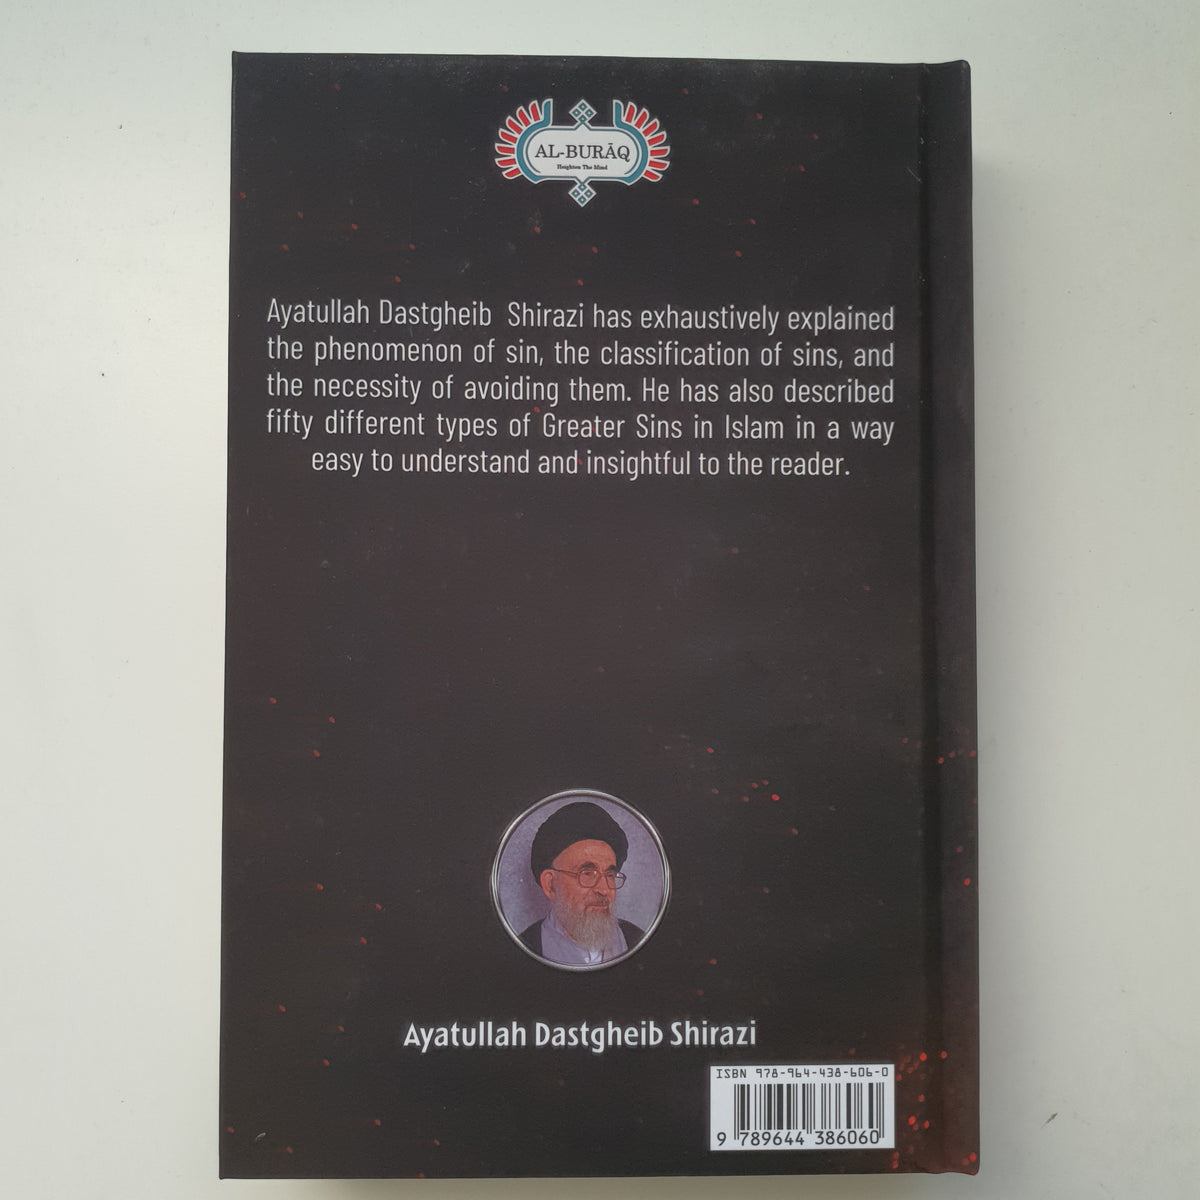 AL-BURĀQ
Heighten The Mind
Ayatullah Dastgheib Shirazi has exhaustively explained
the phenomenon of sin, the classification of sins, and
the necessity of avoiding them. He has also described
fifty different types of Greater Sins in Islam in a way
easy to understand and insightful to the reader.
Ayatullah Dastgheib Shirazi
ISBN 978-964-438-606-0
9 789644 386060